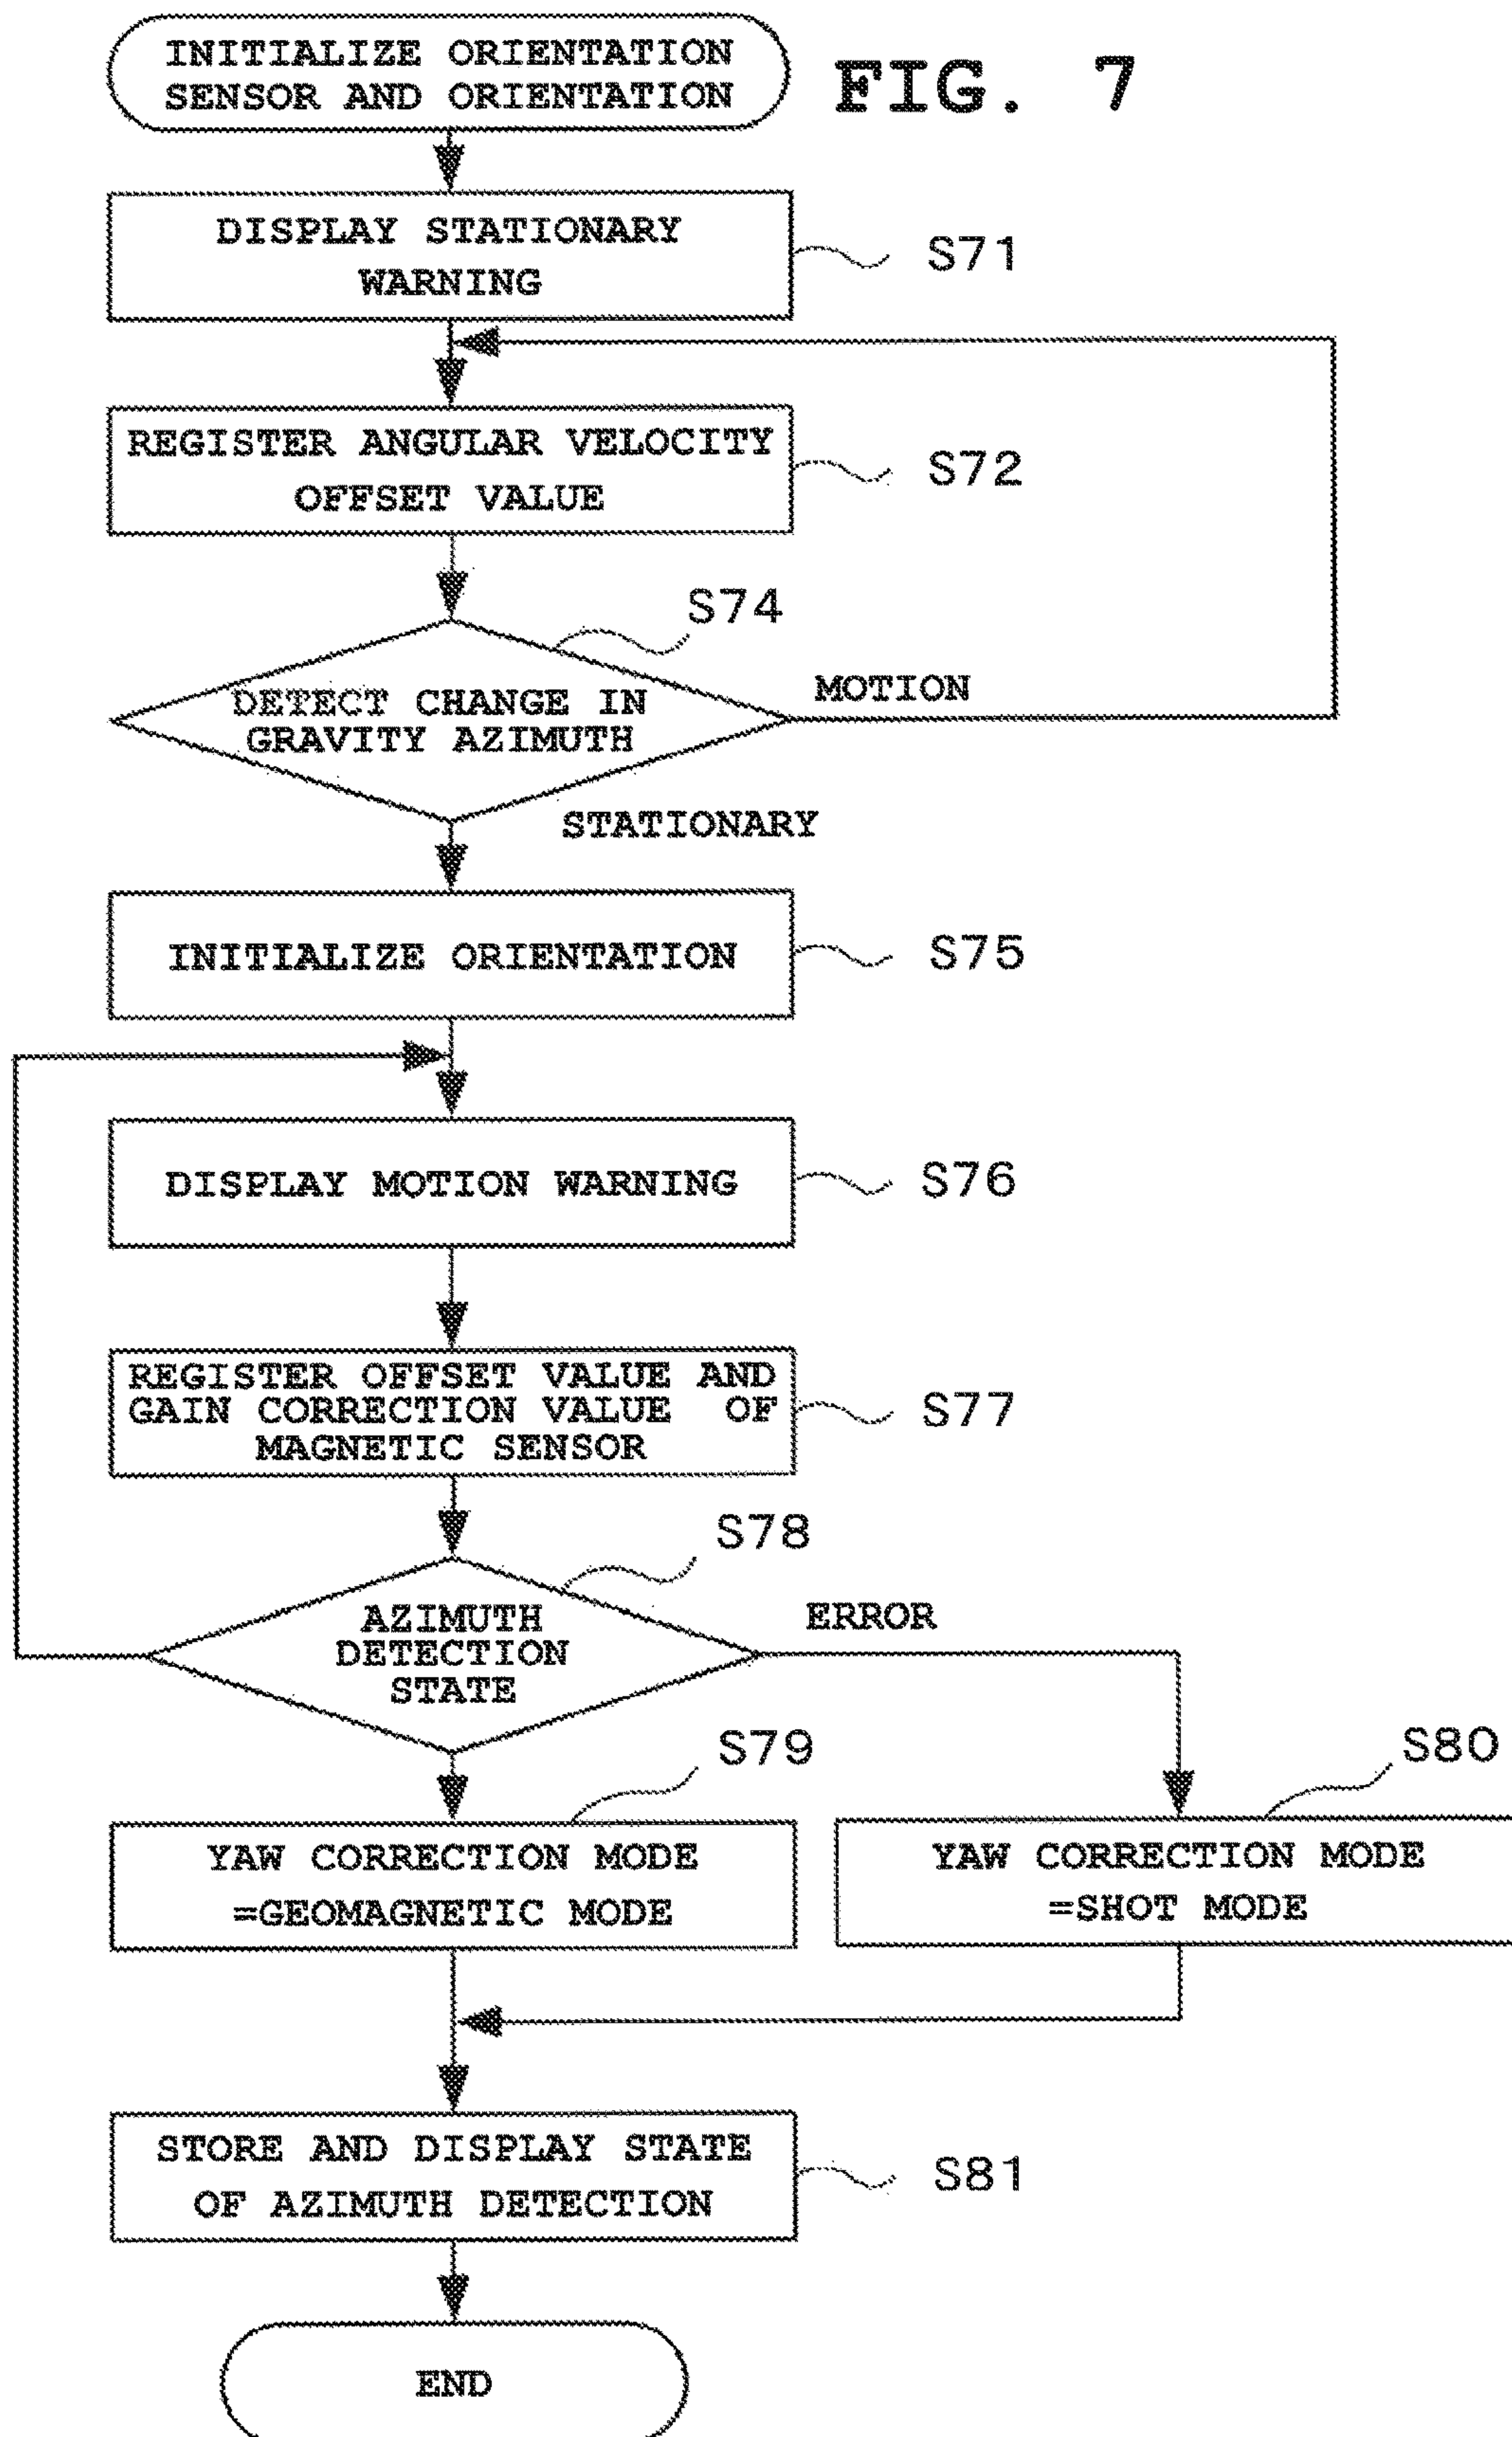 INITIALIZE ORIENTATION
SENSOR AND ORIENTATION
FIG. 7
DISPLAY STATIONARY
WARNING
S71
REGISTER ANGULAR VELOCITY
OFFSET VALUE
S72
S74
DETECT CHANGE IN
GRAVITY AZIMUTH
MOTION
STATIONARY
INITIALIZE ORIENTATION
S75
DISPLAY MOTION WARNING
S76
REGISTER OFFSET VALUE AND
GAIN CORRECTION VALUE OF
MAGNETIC SENSOR
S77
S78
AZIMUTH
DETECTION
STATE
ERROR
S79
S80
YAW CORRECTION MODE
=GEOMAGNETIC MODE
YAW CORRECTION MODE
=SHOT MODE
STORE AND DISPLAY STATE
OF AZIMUTH DETECTION
S81
END